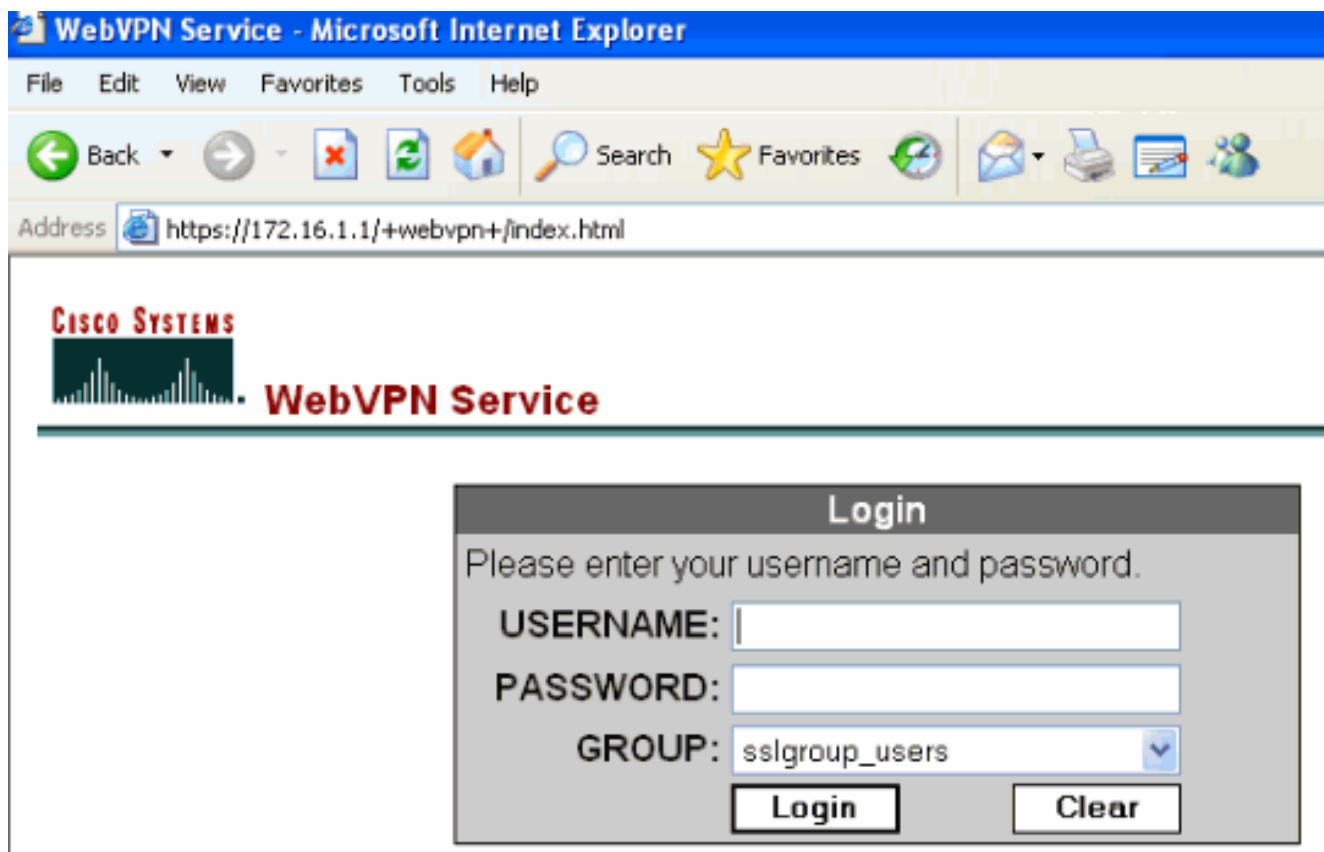 WebVPN Service - Microsoft Internet Explorer
File Edit View Favorites Tools Help
Back Search Favorites
Address https://172.16.1.1/+webvpn+/index.html
CISCO SYSTEMS
WebVPN Service
Login
Please enter your username and password.
USERNAME:
PASSWORD:
GROUP: sslgroup_users
Login Clear